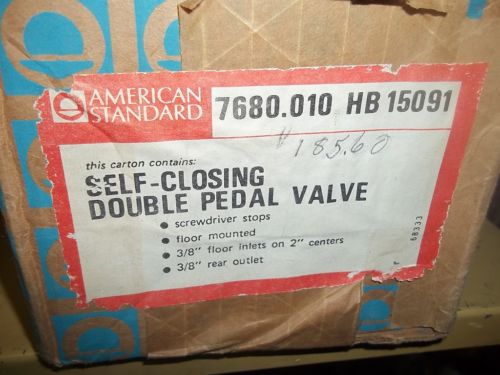 AMERICAN
STANDARD
7680.010 HB 15091
#185.60
this carton contains:
SELF-CLOSING
DOUBLE PEDAL VALVE
• screwdriver stops
• floor mounted
• 3/8" floor inlets on 2" centers
• 3/8" rear outlet
68333